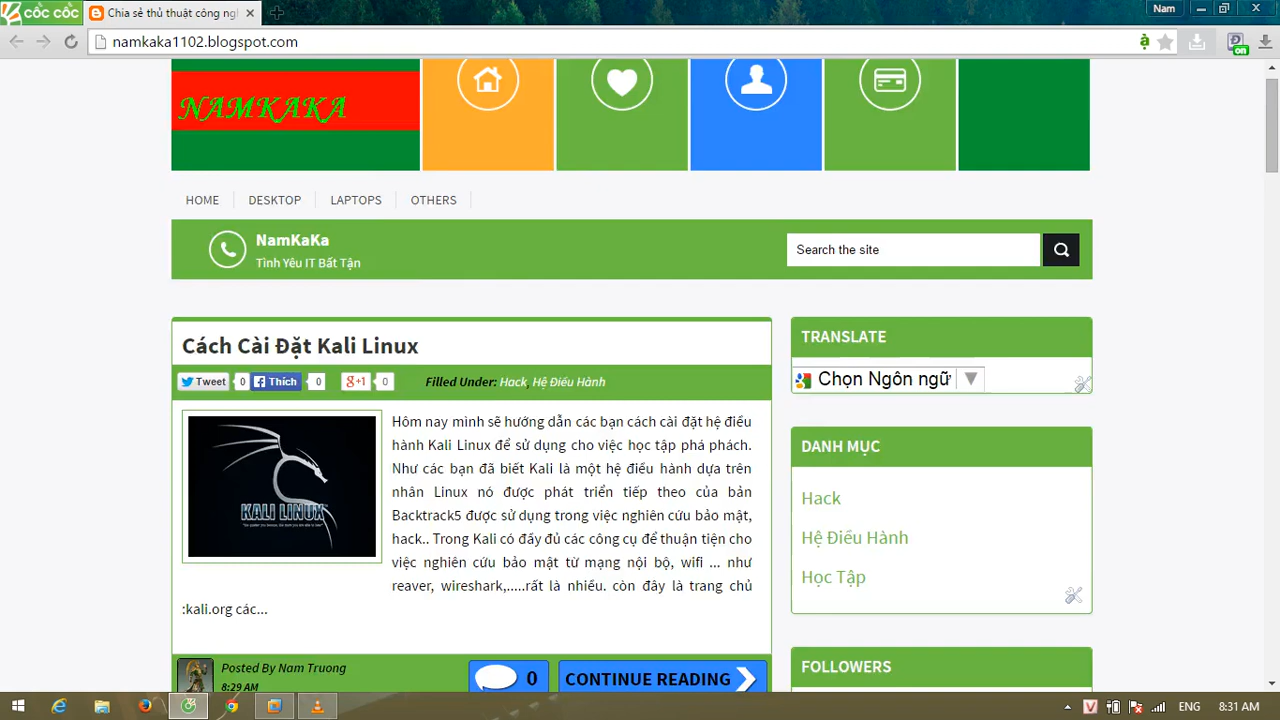 CỐC CỐC
Chia sẻ thủ thuật công ngh
Nam
namkaka1102.blogspot.com
on
NAMKAKA
HOME
DESKTOP
LAPTOPS
OTHERS
NamKaKa
Tình Yêu IT Bất Tận
Search the site
Cách Cài Đặt Kali Linux
Tweet 0 Thích 0 +1 0
Filled Under: Hack, Hệ Điều Hành
Hôm nay mình sẽ hướng dẫn các bạn cách cài đặt hệ điều
hành Kali Linux để sử dụng cho việc học tập phá phách.
Như các bạn đã biết Kali là một hệ điều hành dựa trên
nhân Linux nó được phát triển tiếp theo của bản
Backtrack5 được sử dụng trong việc nghiên cứu bảo mật,
hack.. Trong Kali có đầy đủ các công cụ để thuận tiện cho
việc nghiên cứu bảo mật từ mạng nội bộ, wifi ... như
reaver, wireshark,.....rất là nhiều. còn đây là trang chủ
:kali.org các...
KALI LINUX
Posted By Nam Truong
8:29 AM
0
CONTINUE READING
TRANSLATE
Chọn Ngôn ngữ
DANH MỤC
Hack
Hệ Điều Hành
Học Tập
FOLLOWERS
ENG
8:31 AM